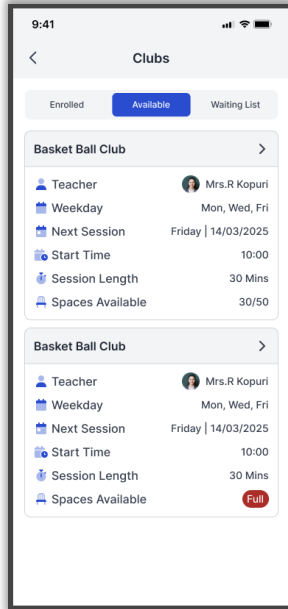 9:41
Clubs
Enrolled Available Waiting List
Basket Ball Club
Teacher Mrs.R Kopuri
Weekday Mon, Wed, Fri
Next Session Friday | 14/03/2025
Start Time 10:00
Session Length 30 Mins
Spaces Available 30/50
Basket Ball Club
Teacher Mrs.R Kopuri
Weekday Mon, Wed, Fri
Next Session Friday | 14/03/2025
Start Time 10:00
Session Length 30 Mins
Spaces Available Full